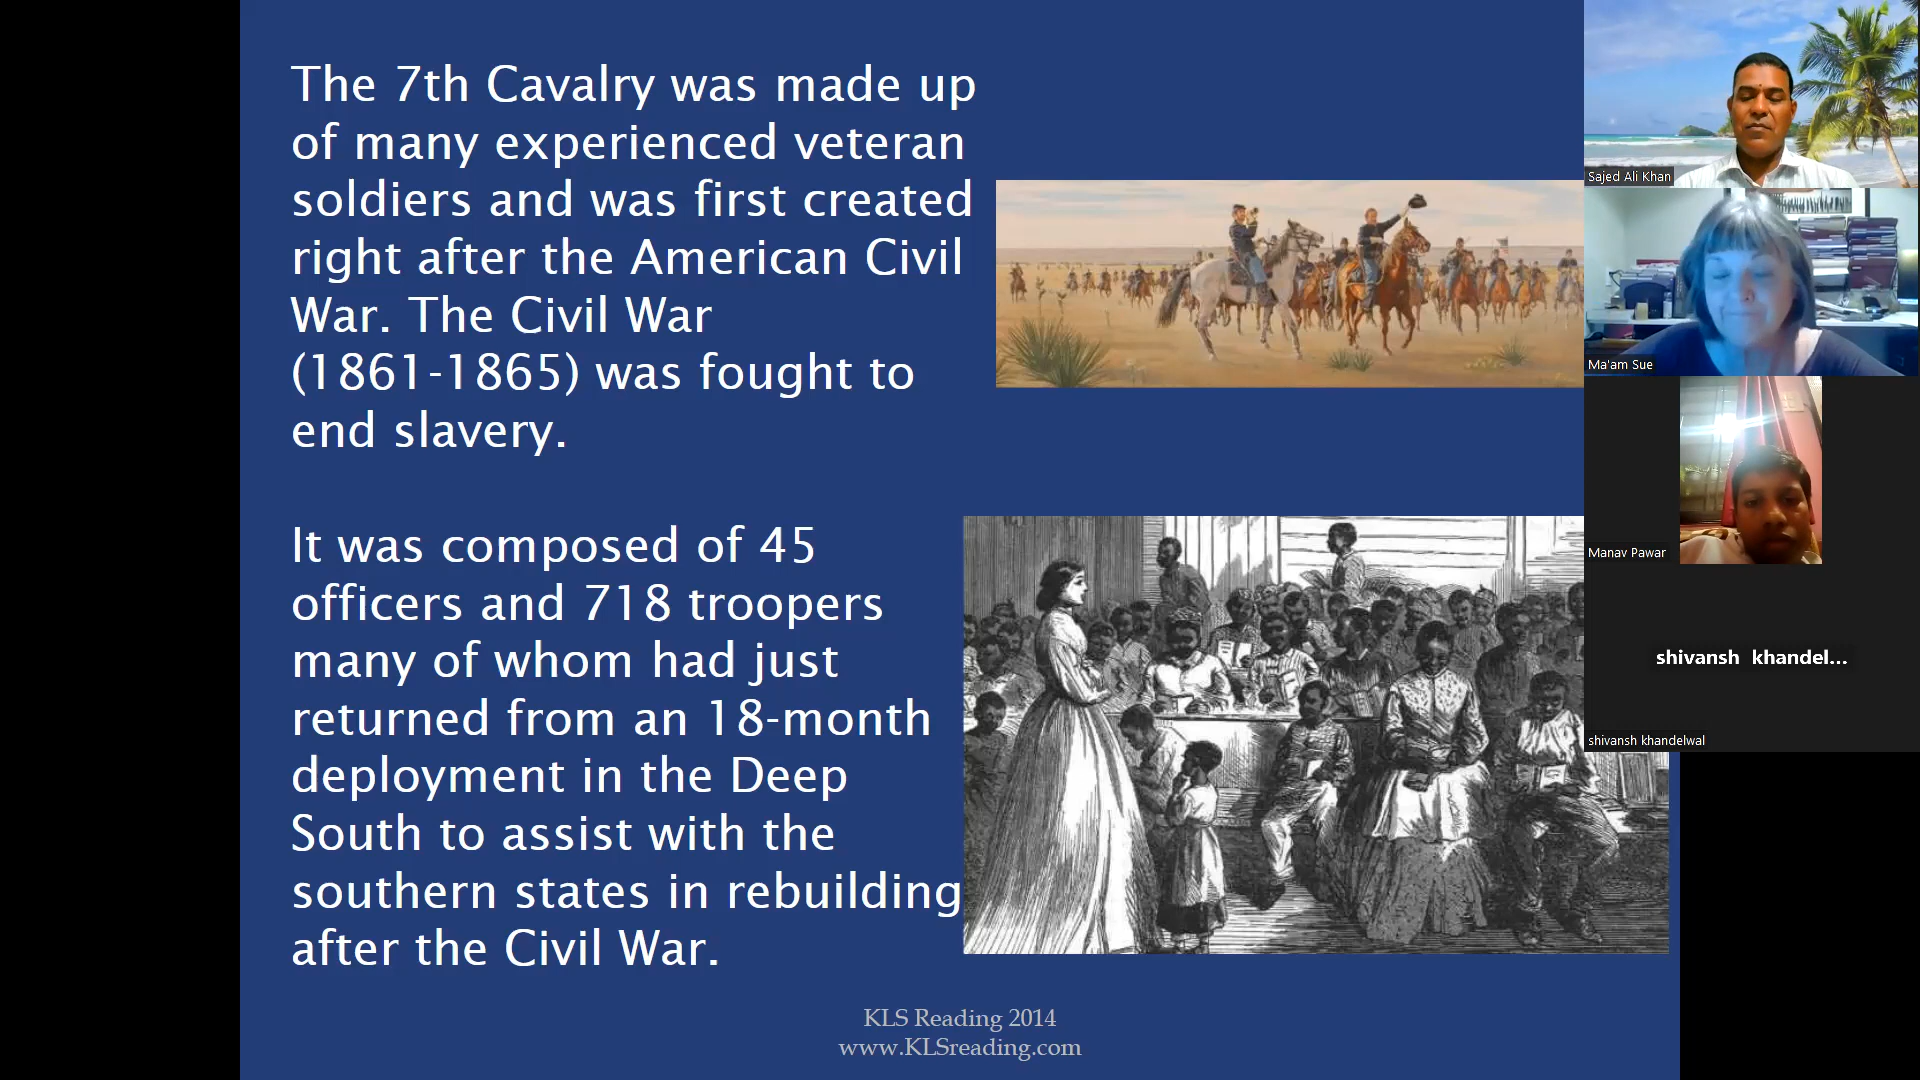 The 7th Cavalry was made up
of many experienced veteran
soldiers and was first created
right after the American Civil
War. The Civil War
(1861-1865) was fought to
end slavery.
It was composed of 45
officers and 718 troopers
many of whom had just
returned from an 18-month
deployment in the Deep
South to assist with the
southern states in rebuilding
after the Civil War.
KLS Reading 2014
www.KLSreading.com
Sajed Ali Khan
Ma'am Sue
Manav Pawar
shivansh khandel...
shivansh khandelwal